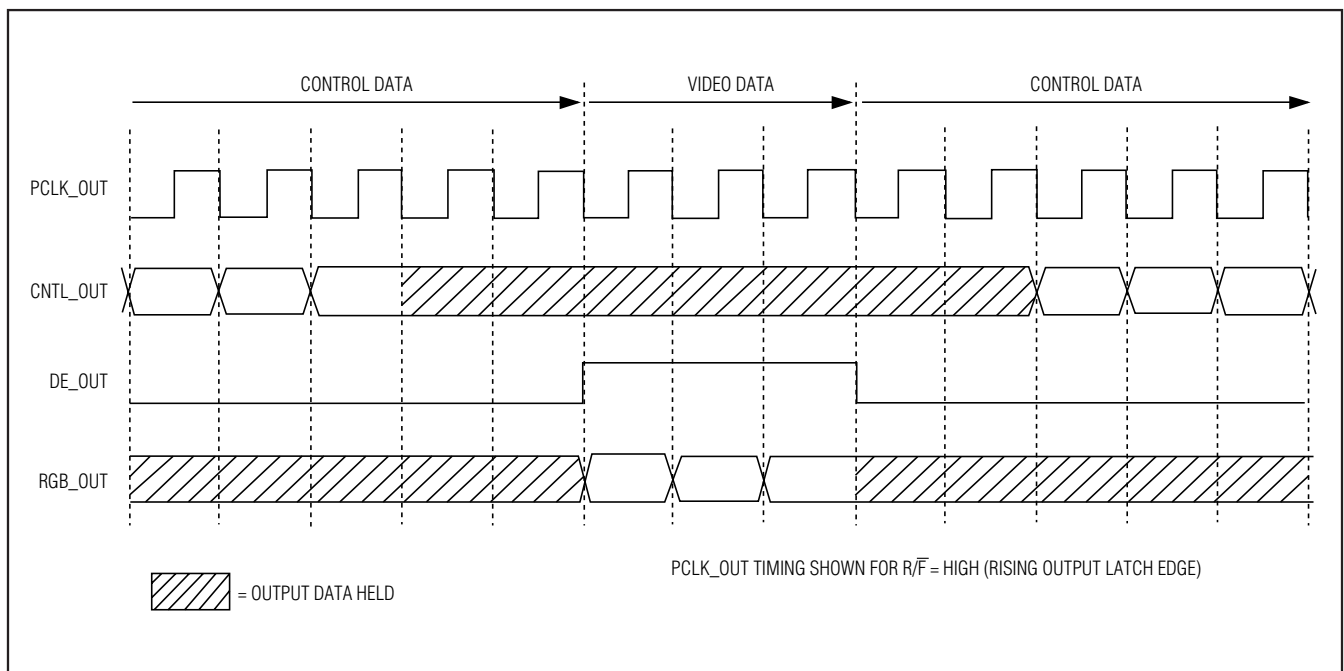 CONTROL DATA
VIDEO DATA
CONTROL DATA
PCLK_OUT
CNTL_OUT
DE_OUT
RGB_OUT
PCLK_OUT TIMING SHOWN FOR R/F̅ = HIGH (RISING OUTPUT LATCH EDGE)
= OUTPUT DATA HELD